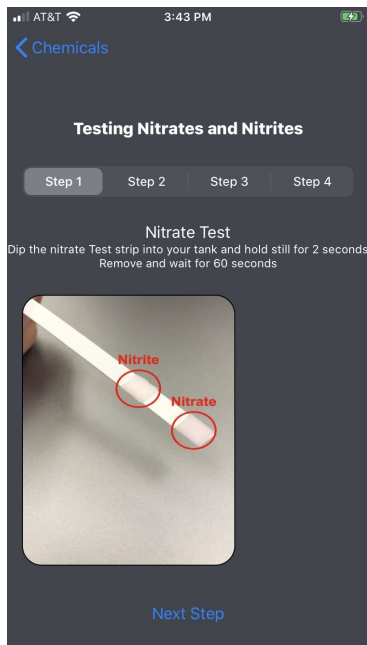 AT&T
3:43 PM
Chemicals
Testing Nitrates and Nitrites
Step 1
Step 2
Step 3
Step 4
Nitrate Test
Dip the nitrate Test strip into your tank and hold still for 2 seconds
Remove and wait for 60 seconds
Nitrite
Nitrate
Next Step